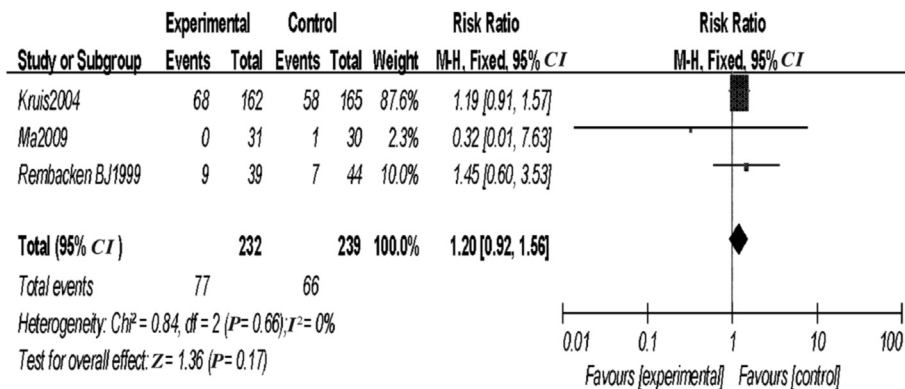 Experimental Control Risk Ratio Risk Ratio
Study or Subgroup Events Total Events Total Weight M-H, Fixed, 95% CI M-H, Fixed, 95% CI
Kruis2004 68 162 58 165 87.6% 1.19 [0.91, 1.57]
Ma2009 0 31 1 30 2.3% 0.32 [0.01, 7.63]
Rembacken BJ1999 9 39 7 44 10.0% 1.45 [0.60, 3.53]
Total (95% CI) 232 239 100.0% 1.20 [0.92, 1.56]
Total events 77 66
Heterogeneity: Chi² = 0.84, df = 2 (P = 0.66); I² = 0%
Test for overall effect: Z = 1.36 (P = 0.17)
0.01 0.1 1 10 100
Favours [experimental] Favours [control]